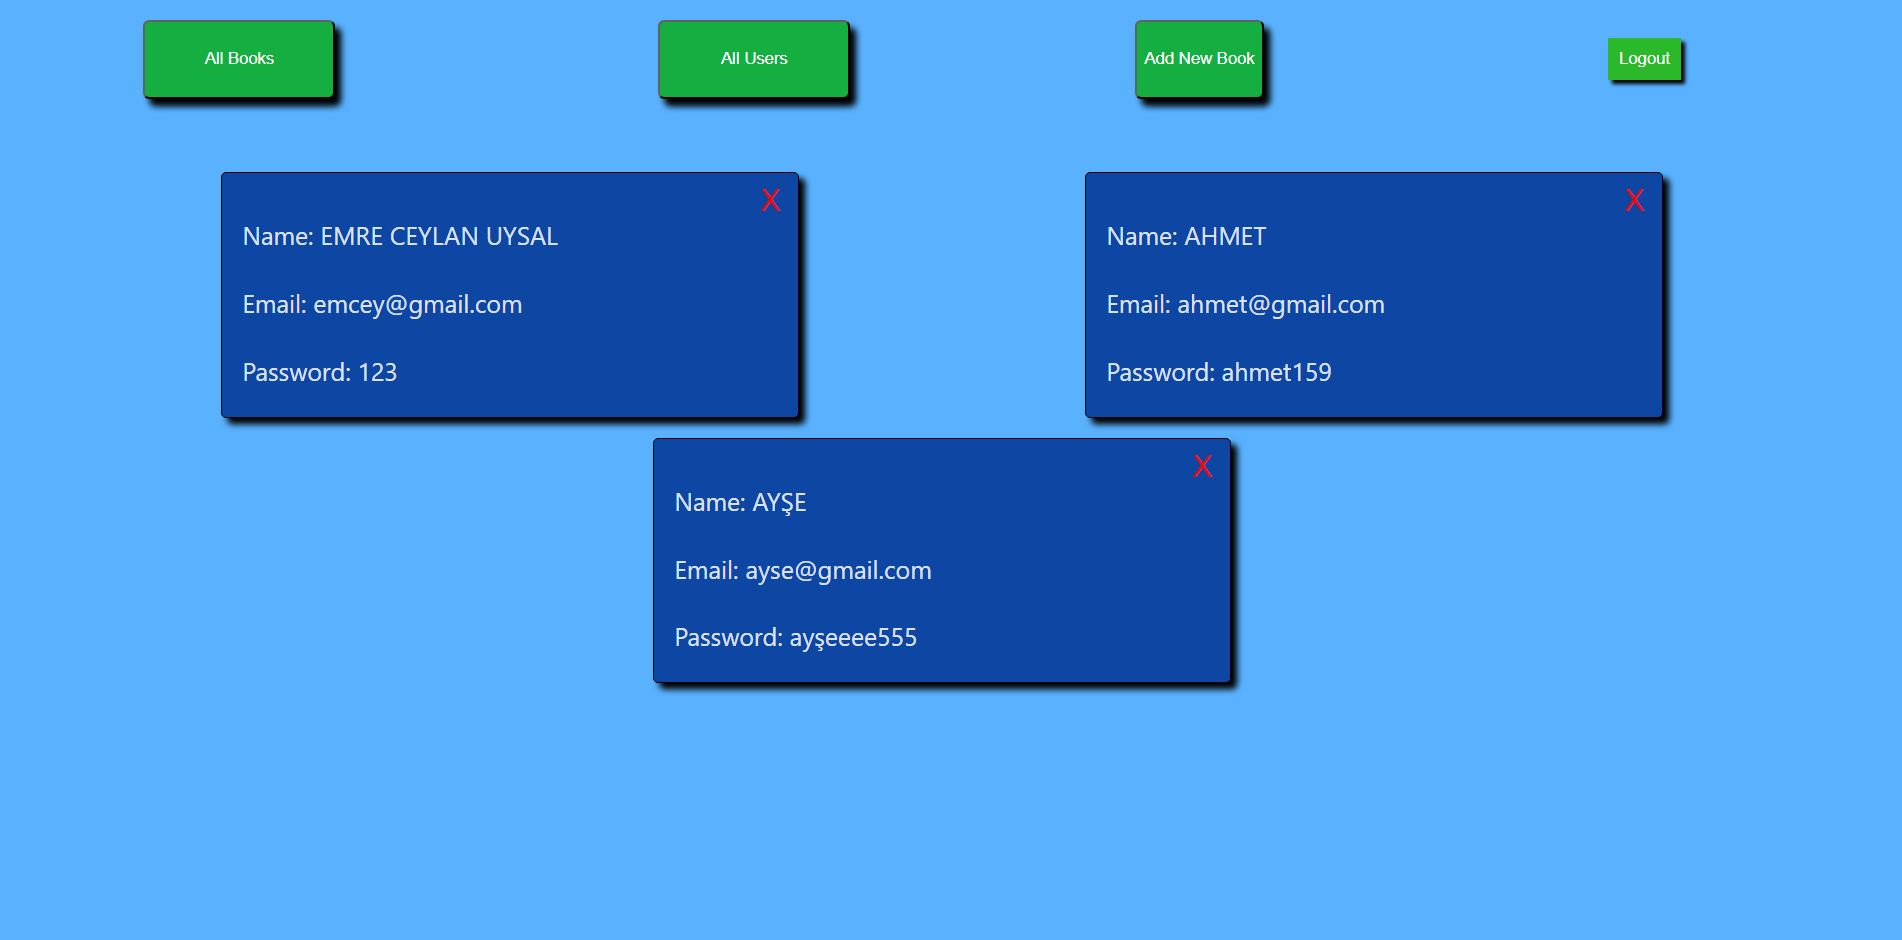 All Books
All Users
Add New Book
Logout
X
Name: EMRE CEYLAN UYSAL
Email: emcey@gmail.com
Password: 123
X
Name: AHMET
Email: ahmet@gmail.com
Password: ahmet159
X
Name: AYŞE
Email: ayse@gmail.com
Password: ayşeeee555